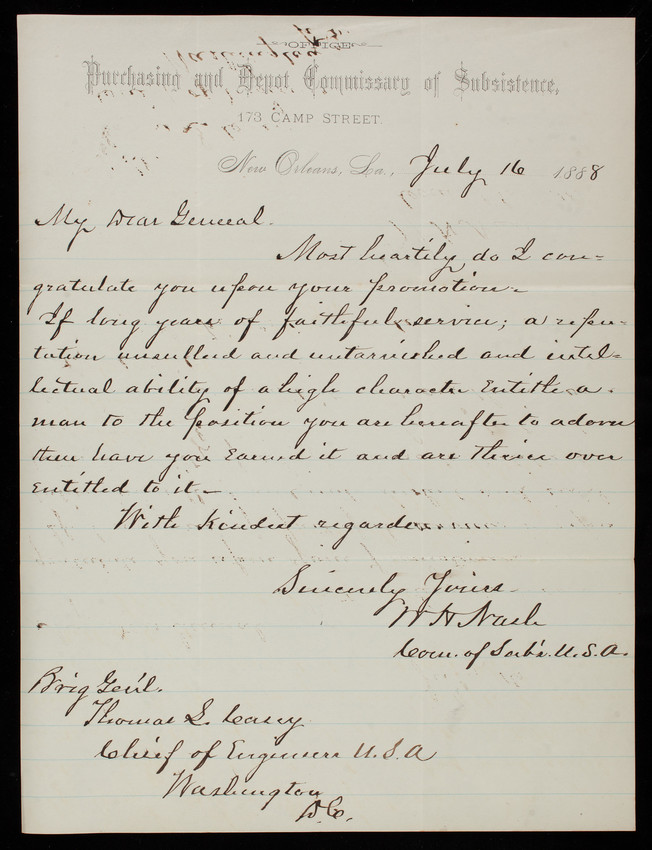 OFFICE
Purchasing and Depot Commissary of Subsistence,
173 CAMP STREET.
New Orleans, La., July 16 1888
My Dear General.
Most heartily do I con=
gratulate you upon your promotion.
If long years of faithful service; a repu=
tation unsullied and untarnished and intel=
lectual ability of a high character Entitle a
man to the position you are hereafter to adorn
then have you Earned it and are thrice over
Entitled to it—
With kindest regards
Sincerely Yours
W H Nash
Com. of Sub's. U.S.A.
Brig Gen'l.
Thomas L. Casey
Chief of Engineers U.S.A
Washington
D.C.